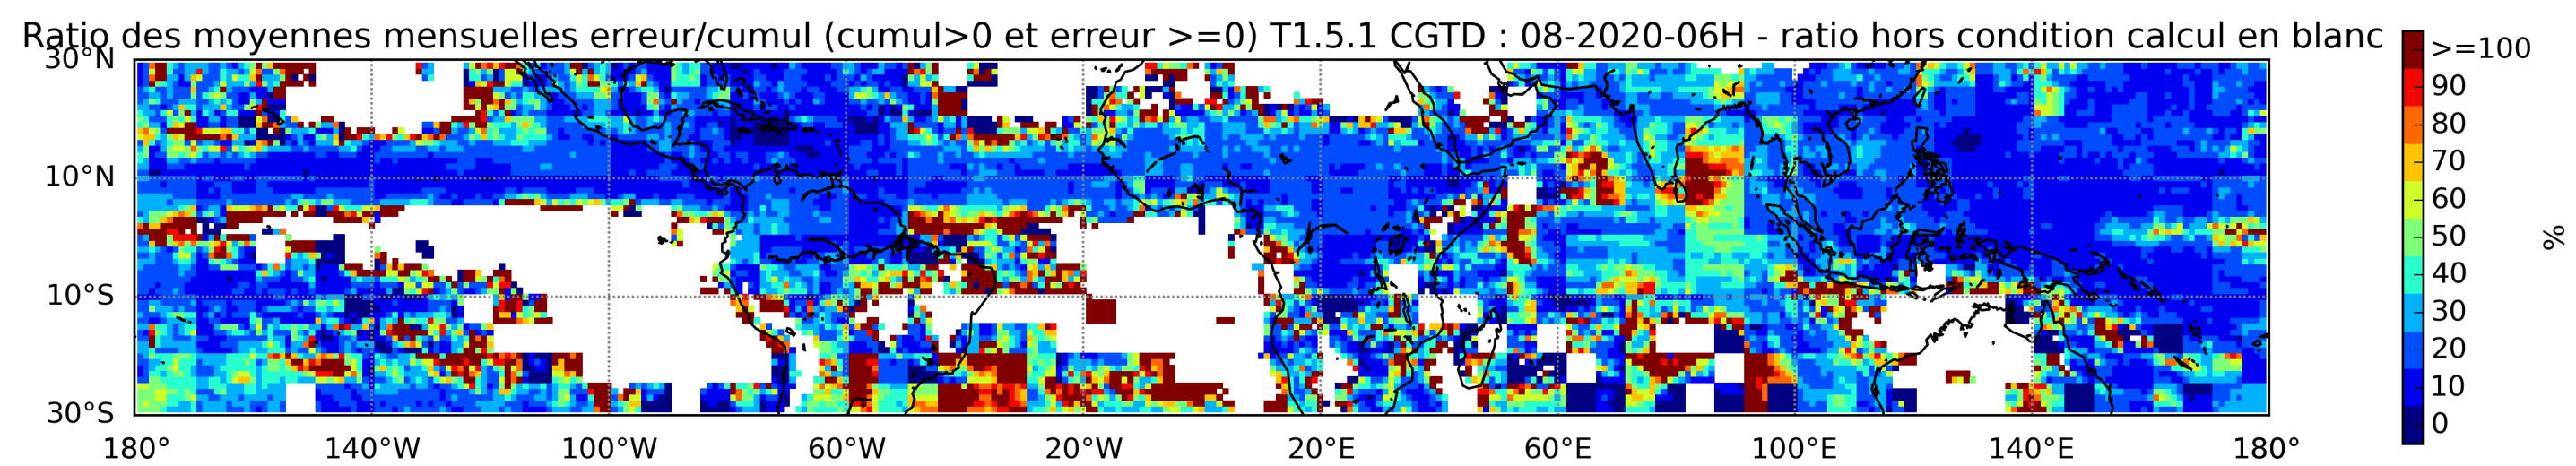 Ratio des moyennes mensuelles erreur/cumul (cumul>0 et erreur >=0) T1.5.1 CGTD : 08-2020-06H - ratio hors condition calcul en blanc
30°N
10°N
10°S
30°S
180° 140°W 100°W 60°W 20°W 20°E 60°E 100°E 140°E 180°
>=100
90
80
70
60
50
40
30
20
10
0
%